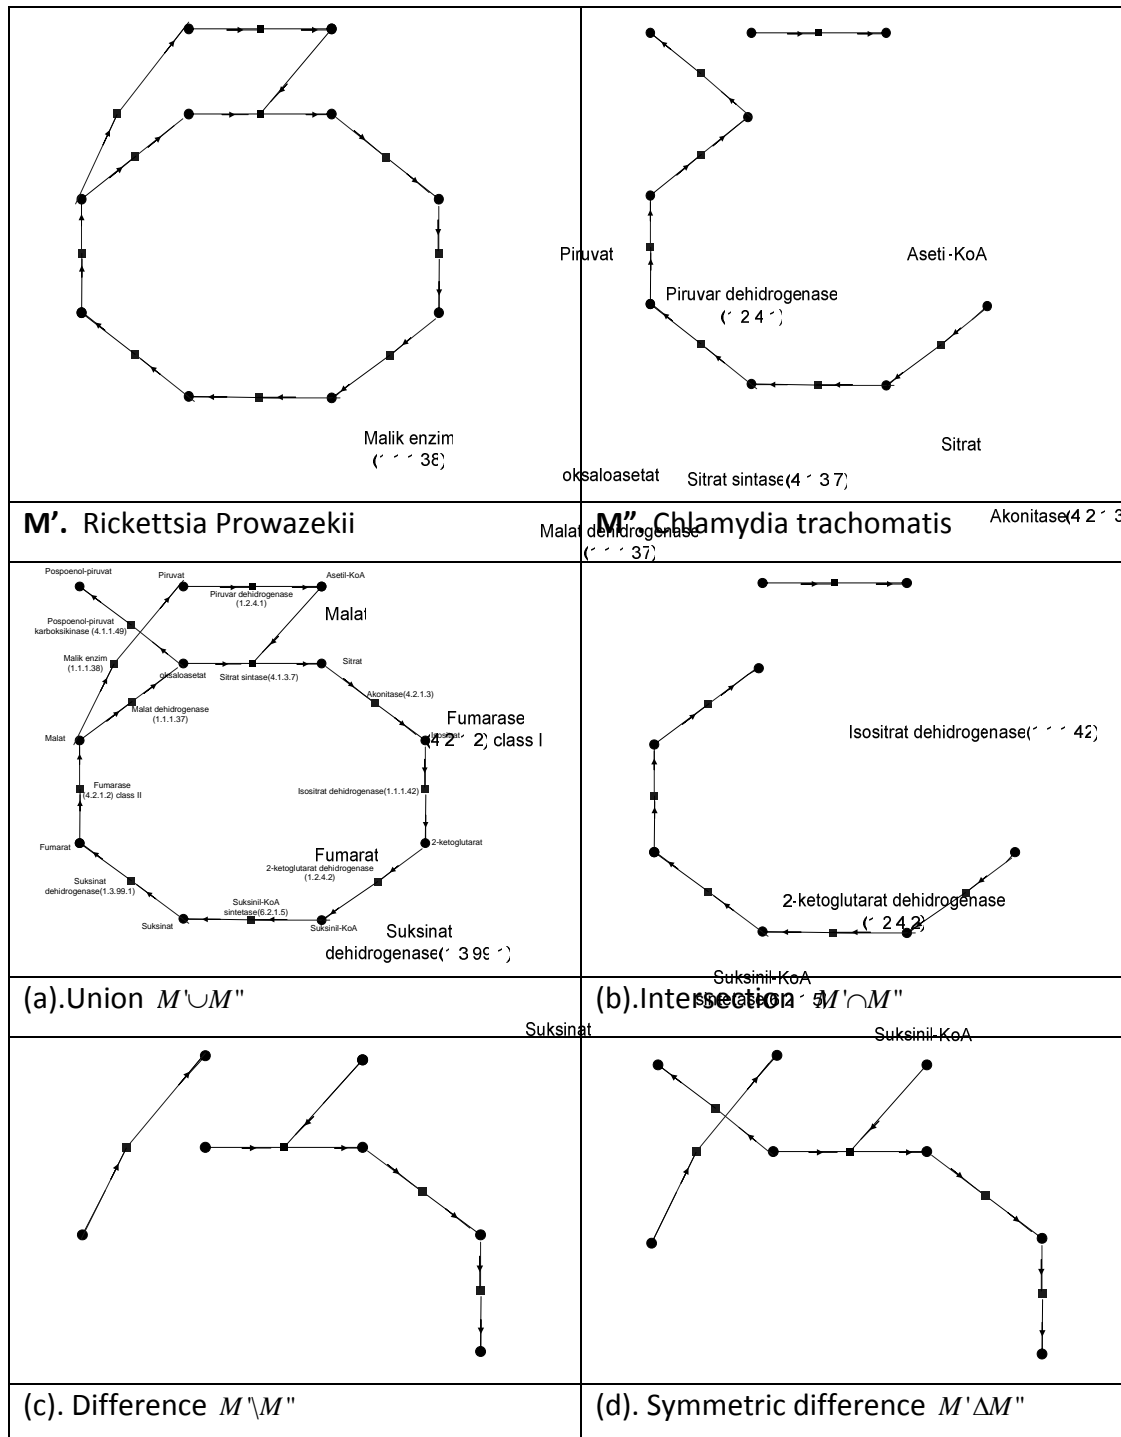 Piruvat
Aseti-KoA
Piruvar dehidrogenase
Malik enzim
Sitrat
oksaloasetat
Sitrat sintase
M'. Rickettsia Prowazekii
M". Chlamydia trachomatis
Malat dehidrogenase
Pospoenol-piruvat
Piruvat
Asetil-KoA
Piruvar dehidrogenase
(1.2.4.1)
Malat
Pospoenol-piruvat
karboksikinase (4.1.1.49)
Malik enzim
(1.1.1.38)
oksaloasetat
Sitrat sintase(4.1.3.7)
Sitrat
Akonitase(4.2.1.3)
Malat dehidrogenase
(1.1.1.37)
Fumarase
class I
Malat
Isositrat dehidrogenase
Fumarase
(4.2.1.2) class II
Isositrat dehidrogenase(1.1.1.42)
Fumarat
2-ketoglutarat
Fumarat
2-ketoglutarat dehidrogenase
(1.2.4.2)
Suksinat
dehidrogenase(1.3.99.1)
Suksinil-KoA
sintetase(6.2.1.5)
2-ketoglutarat dehidrogenase
Suksinat
Suksinil-KoA
Suksinat
dehidrogenase
Suksinil-KoA
(a).Union M'∪M"
(b).Intersection M'∩M"
Suksinat
Suksinil-KoA
(c). Difference M'\M"
(d). Symmetric difference M'ΔM"